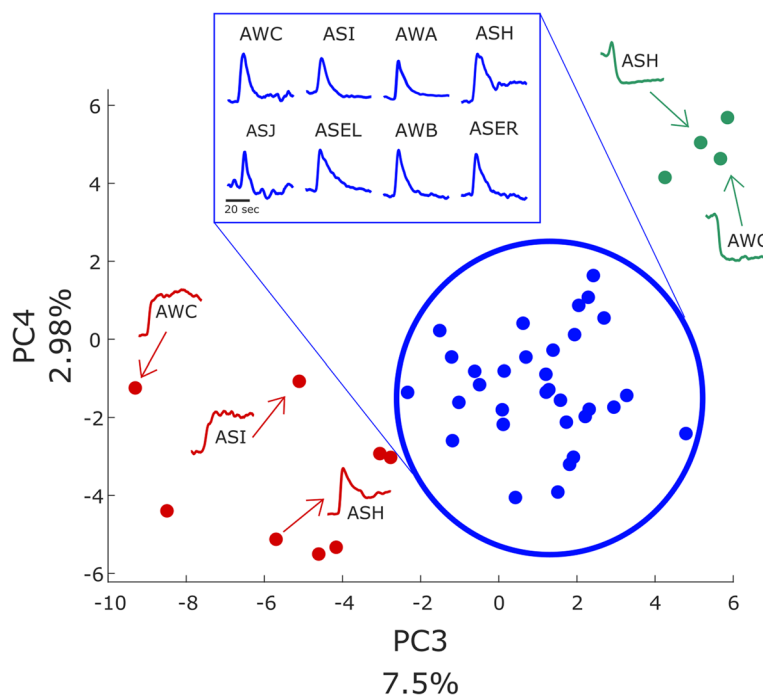 AWC ASI AWA ASH
ASJ ASEL AWB ASER
20 sec
ASH
AWC
AWC
ASI
ASH
6
4
2
0
-2
-4
-6
PC4
2.98%
-10 -8 -6 -4 -2 0 2 4 6
PC3
7.5%